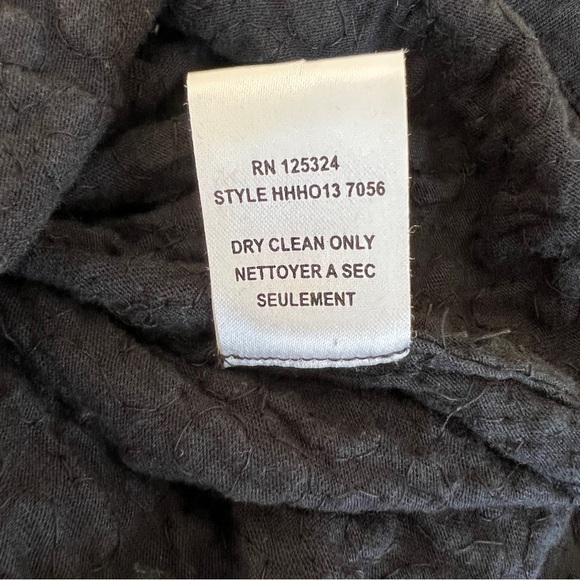 RN 125324
STYLE HHHO13 7056
DRY CLEAN ONLY
NETTOYER A SEC
SEULEMENT